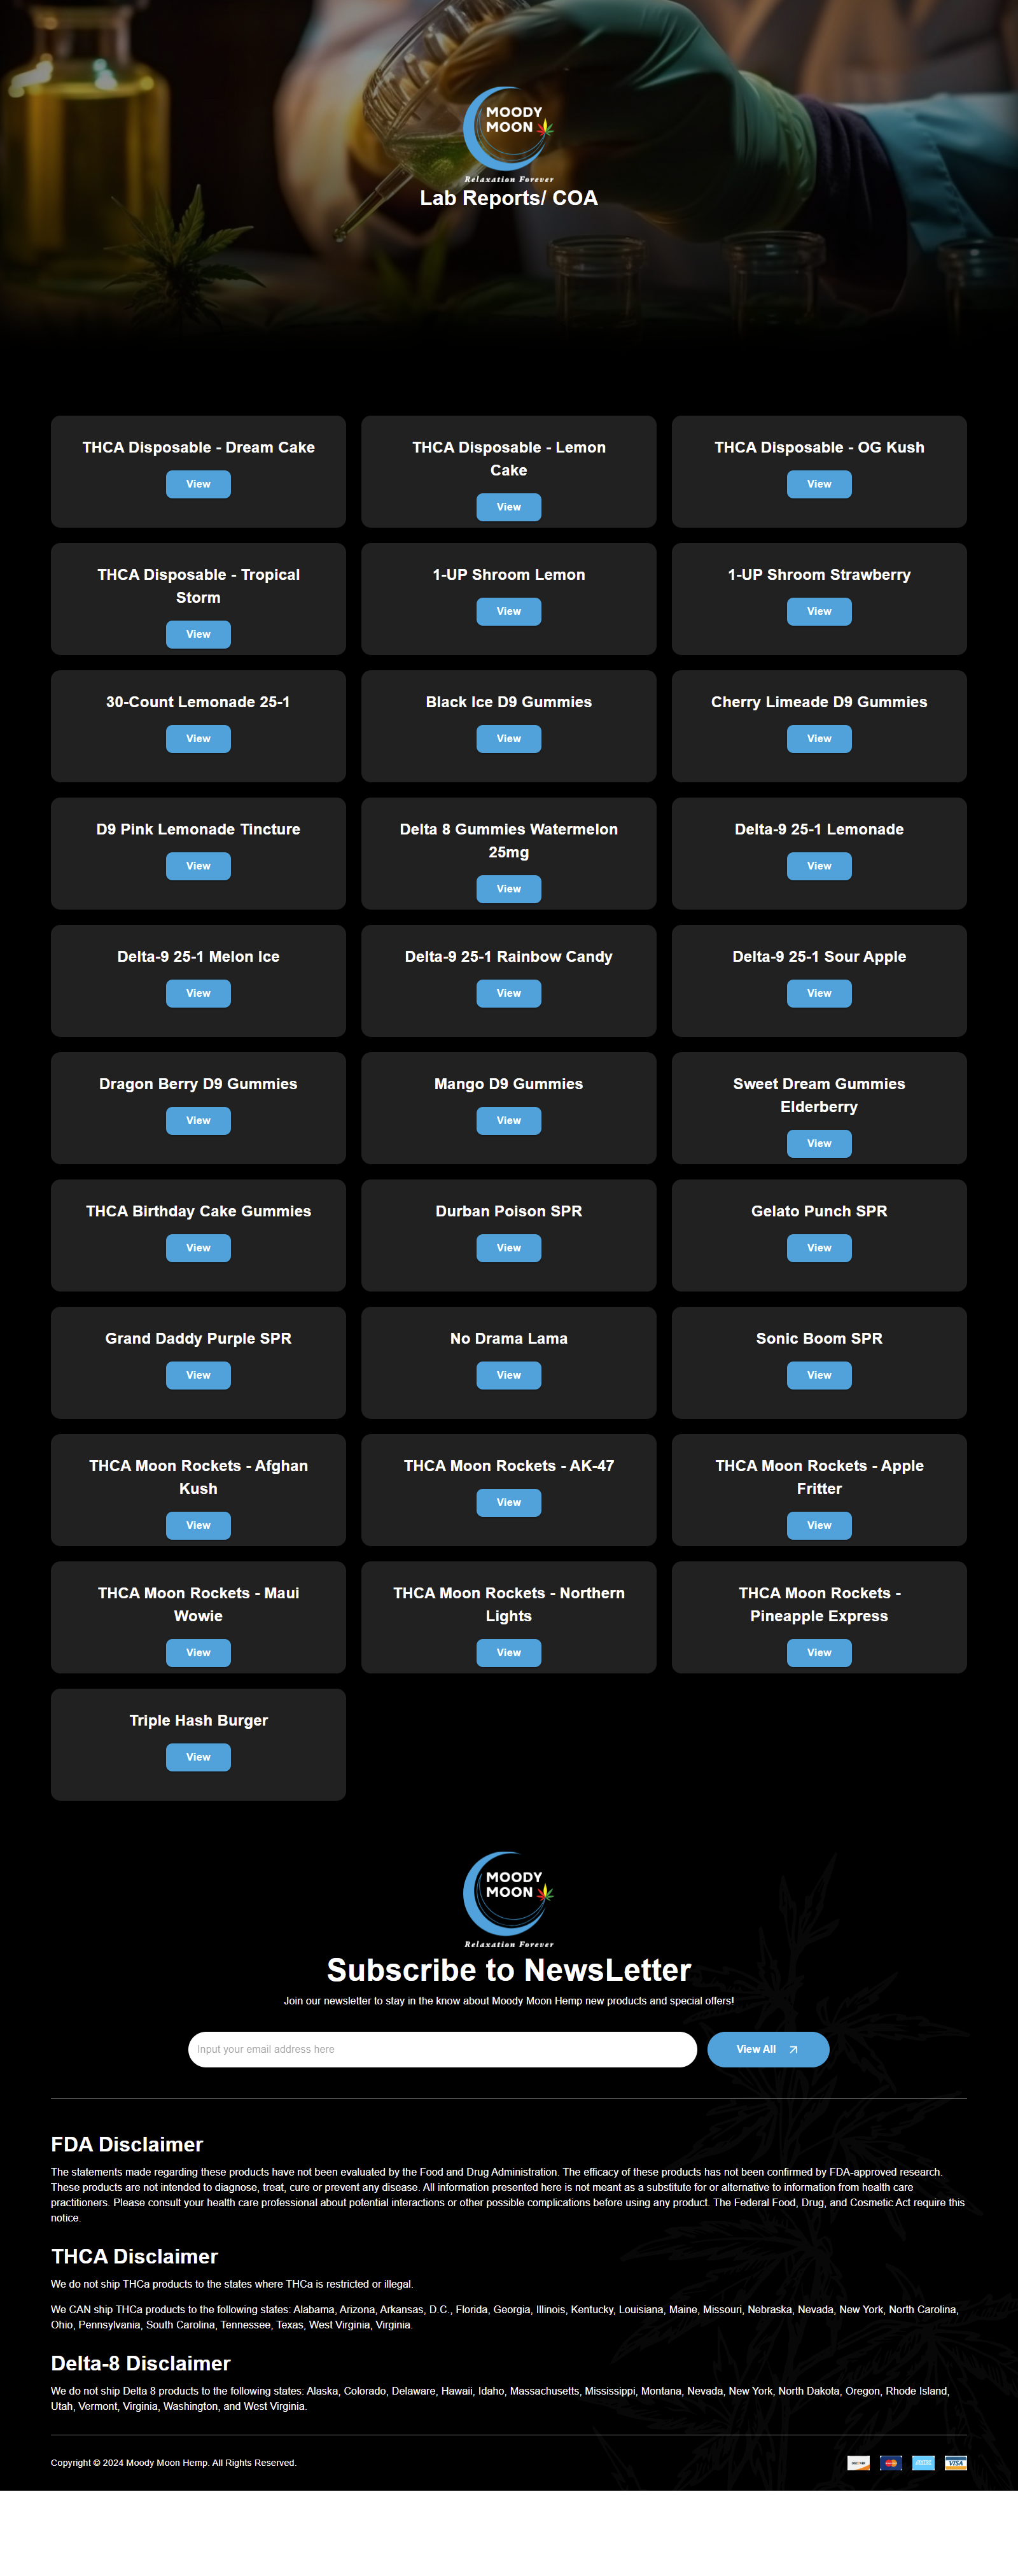 MOODY
MOON
Relaxation Forever
Lab Reports/ COA
THCA Disposable - Dream Cake
View
THCA Disposable - Lemon
Cake
View
THCA Disposable - OG Kush
View
THCA Disposable - Tropical
Storm
View
1-UP Shroom Lemon
View
1-UP Shroom Strawberry
View
30-Count Lemonade 25-1
View
Black Ice D9 Gummies
View
Cherry Limeade D9 Gummies
View
D9 Pink Lemonade Tincture
View
Delta 8 Gummies Watermelon
25mg
View
Delta-9 25-1 Lemonade
View
Delta-9 25-1 Melon Ice
View
Delta-9 25-1 Rainbow Candy
View
Delta-9 25-1 Sour Apple
View
Dragon Berry D9 Gummies
View
Mango D9 Gummies
View
Sweet Dream Gummies
Elderberry
View
THCA Birthday Cake Gummies
View
Durban Poison SPR
View
Gelato Punch SPR
View
Grand Daddy Purple SPR
View
No Drama Lama
View
Sonic Boom SPR
View
THCA Moon Rockets - Afghan
Kush
View
THCA Moon Rockets - AK-47
View
THCA Moon Rockets - Apple
Fritter
View
THCA Moon Rockets - Maui
Wowie
View
THCA Moon Rockets - Northern
Lights
View
THCA Moon Rockets -
Pineapple Express
View
Triple Hash Burger
View
MOODY
MOON
Relaxation Forever
Subscribe to NewsLetter
Join our newsletter to stay in the know about Moody Moon Hemp new products and special offers!
Input your email address here
View All
FDA Disclaimer
The statements made regarding these products have not been evaluated by the Food and Drug Administration. The efficacy of these products has not been confirmed by FDA-approved research.
These products are not intended to diagnose, treat, cure or prevent any disease. All information presented here is not meant as a substitute for or alternative to information from health care
practitioners. Please consult your health care professional about potential interactions or other possible complications before using any product. The Federal Food, Drug, and Cosmetic Act require this
notice.
THCA Disclaimer
We do not ship THCa products to the states where THCa is restricted or illegal.
We CAN ship THCa products to the following states: Alabama, Arizona, Arkansas, D.C., Florida, Georgia, Illinois, Kentucky, Louisiana, Maine, Missouri, Nebraska, Nevada, New York, North Carolina,
Ohio, Pennsylvania, South Carolina, Tennessee, Texas, West Virginia, Virginia.
Delta-8 Disclaimer
We do not ship Delta 8 products to the following states: Alaska, Colorado, Delaware, Hawaii, Idaho, Massachusetts, Mississippi, Montana, Nevada, New York, North Dakota, Oregon, Rhode Island,
Utah, Vermont, Virginia, Washington, and West Virginia.
Copyright © 2024 Moody Moon Hemp. All Rights Reserved.
VISA